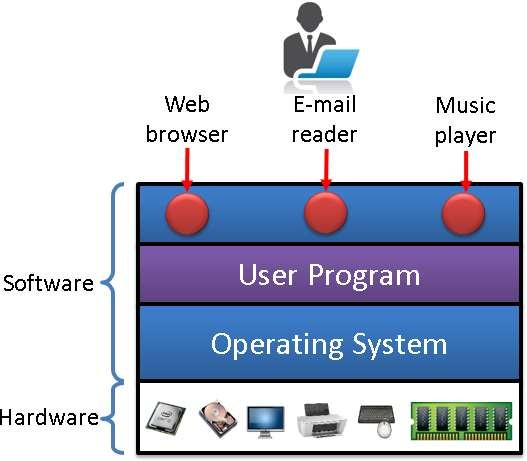 Web
browser
E-mail
reader
Music
player
Software
User Program
Operating System
Hardware